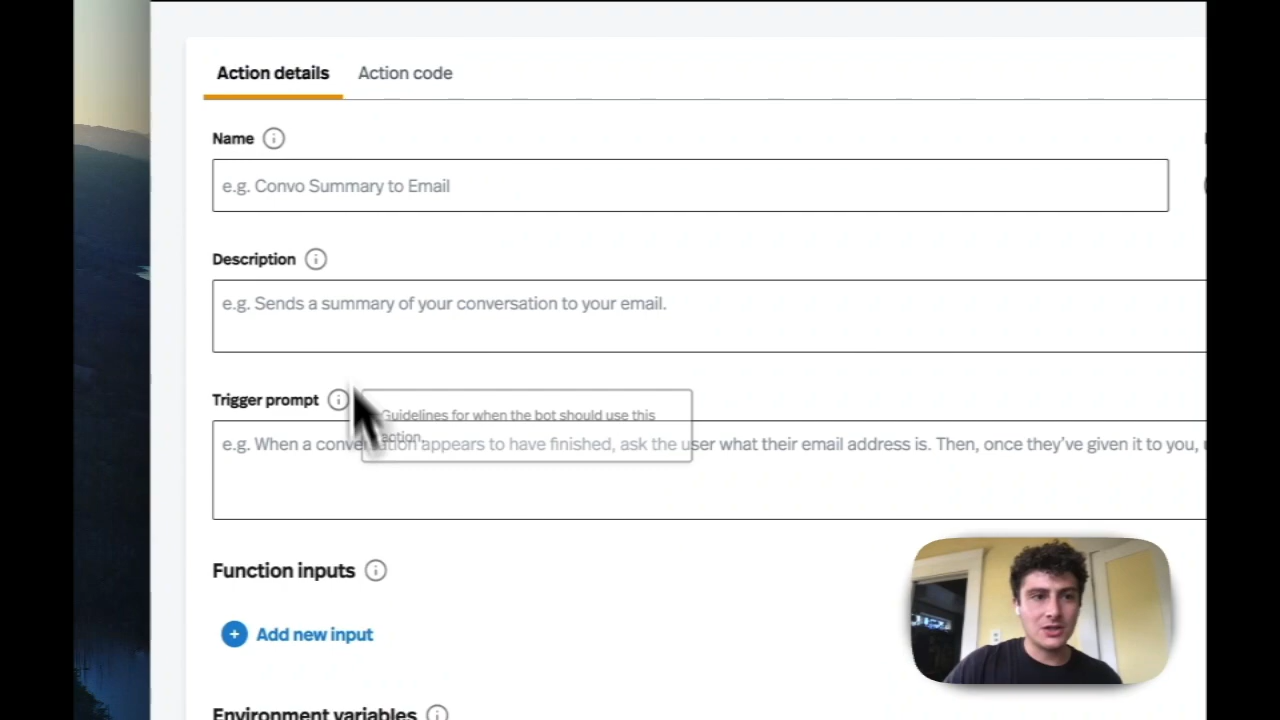 Action details Action code
Name
e.g. Convo Summary to Email
Description
e.g. Sends a summary of your conversation to your email.
Trigger prompt
Guidelines for when the bot should use this
action.
e.g. When a conversation appears to have finished, ask the user what their email address is. Then, once they've given it to you,
Function inputs
Add new input
Environment variables